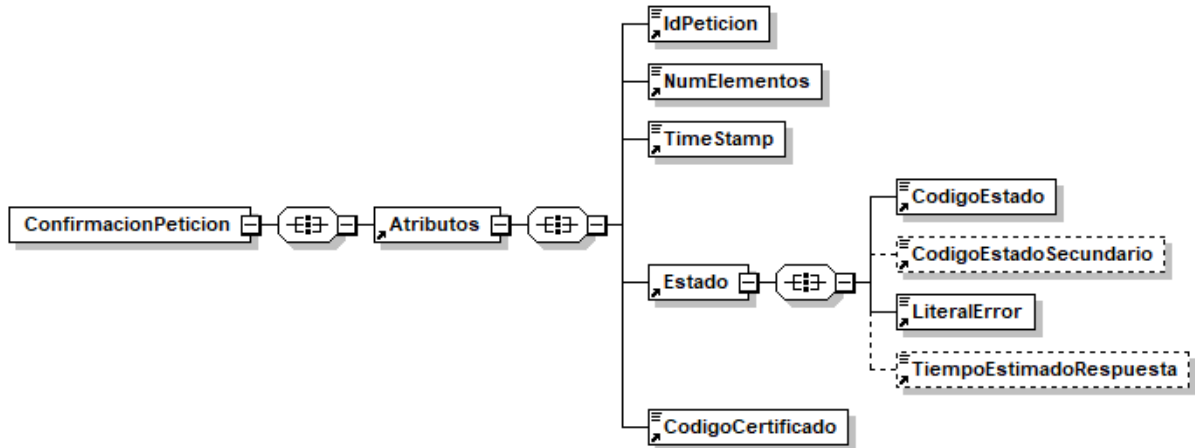 IdPeticion
NumElementos
TimeStamp
ConfirmacionPeticion
Atributos
Estado
CodigoEstado
CodigoEstadoSecundario
LiteralError
TiempoEstimadoRespuesta
CodigoCertificado